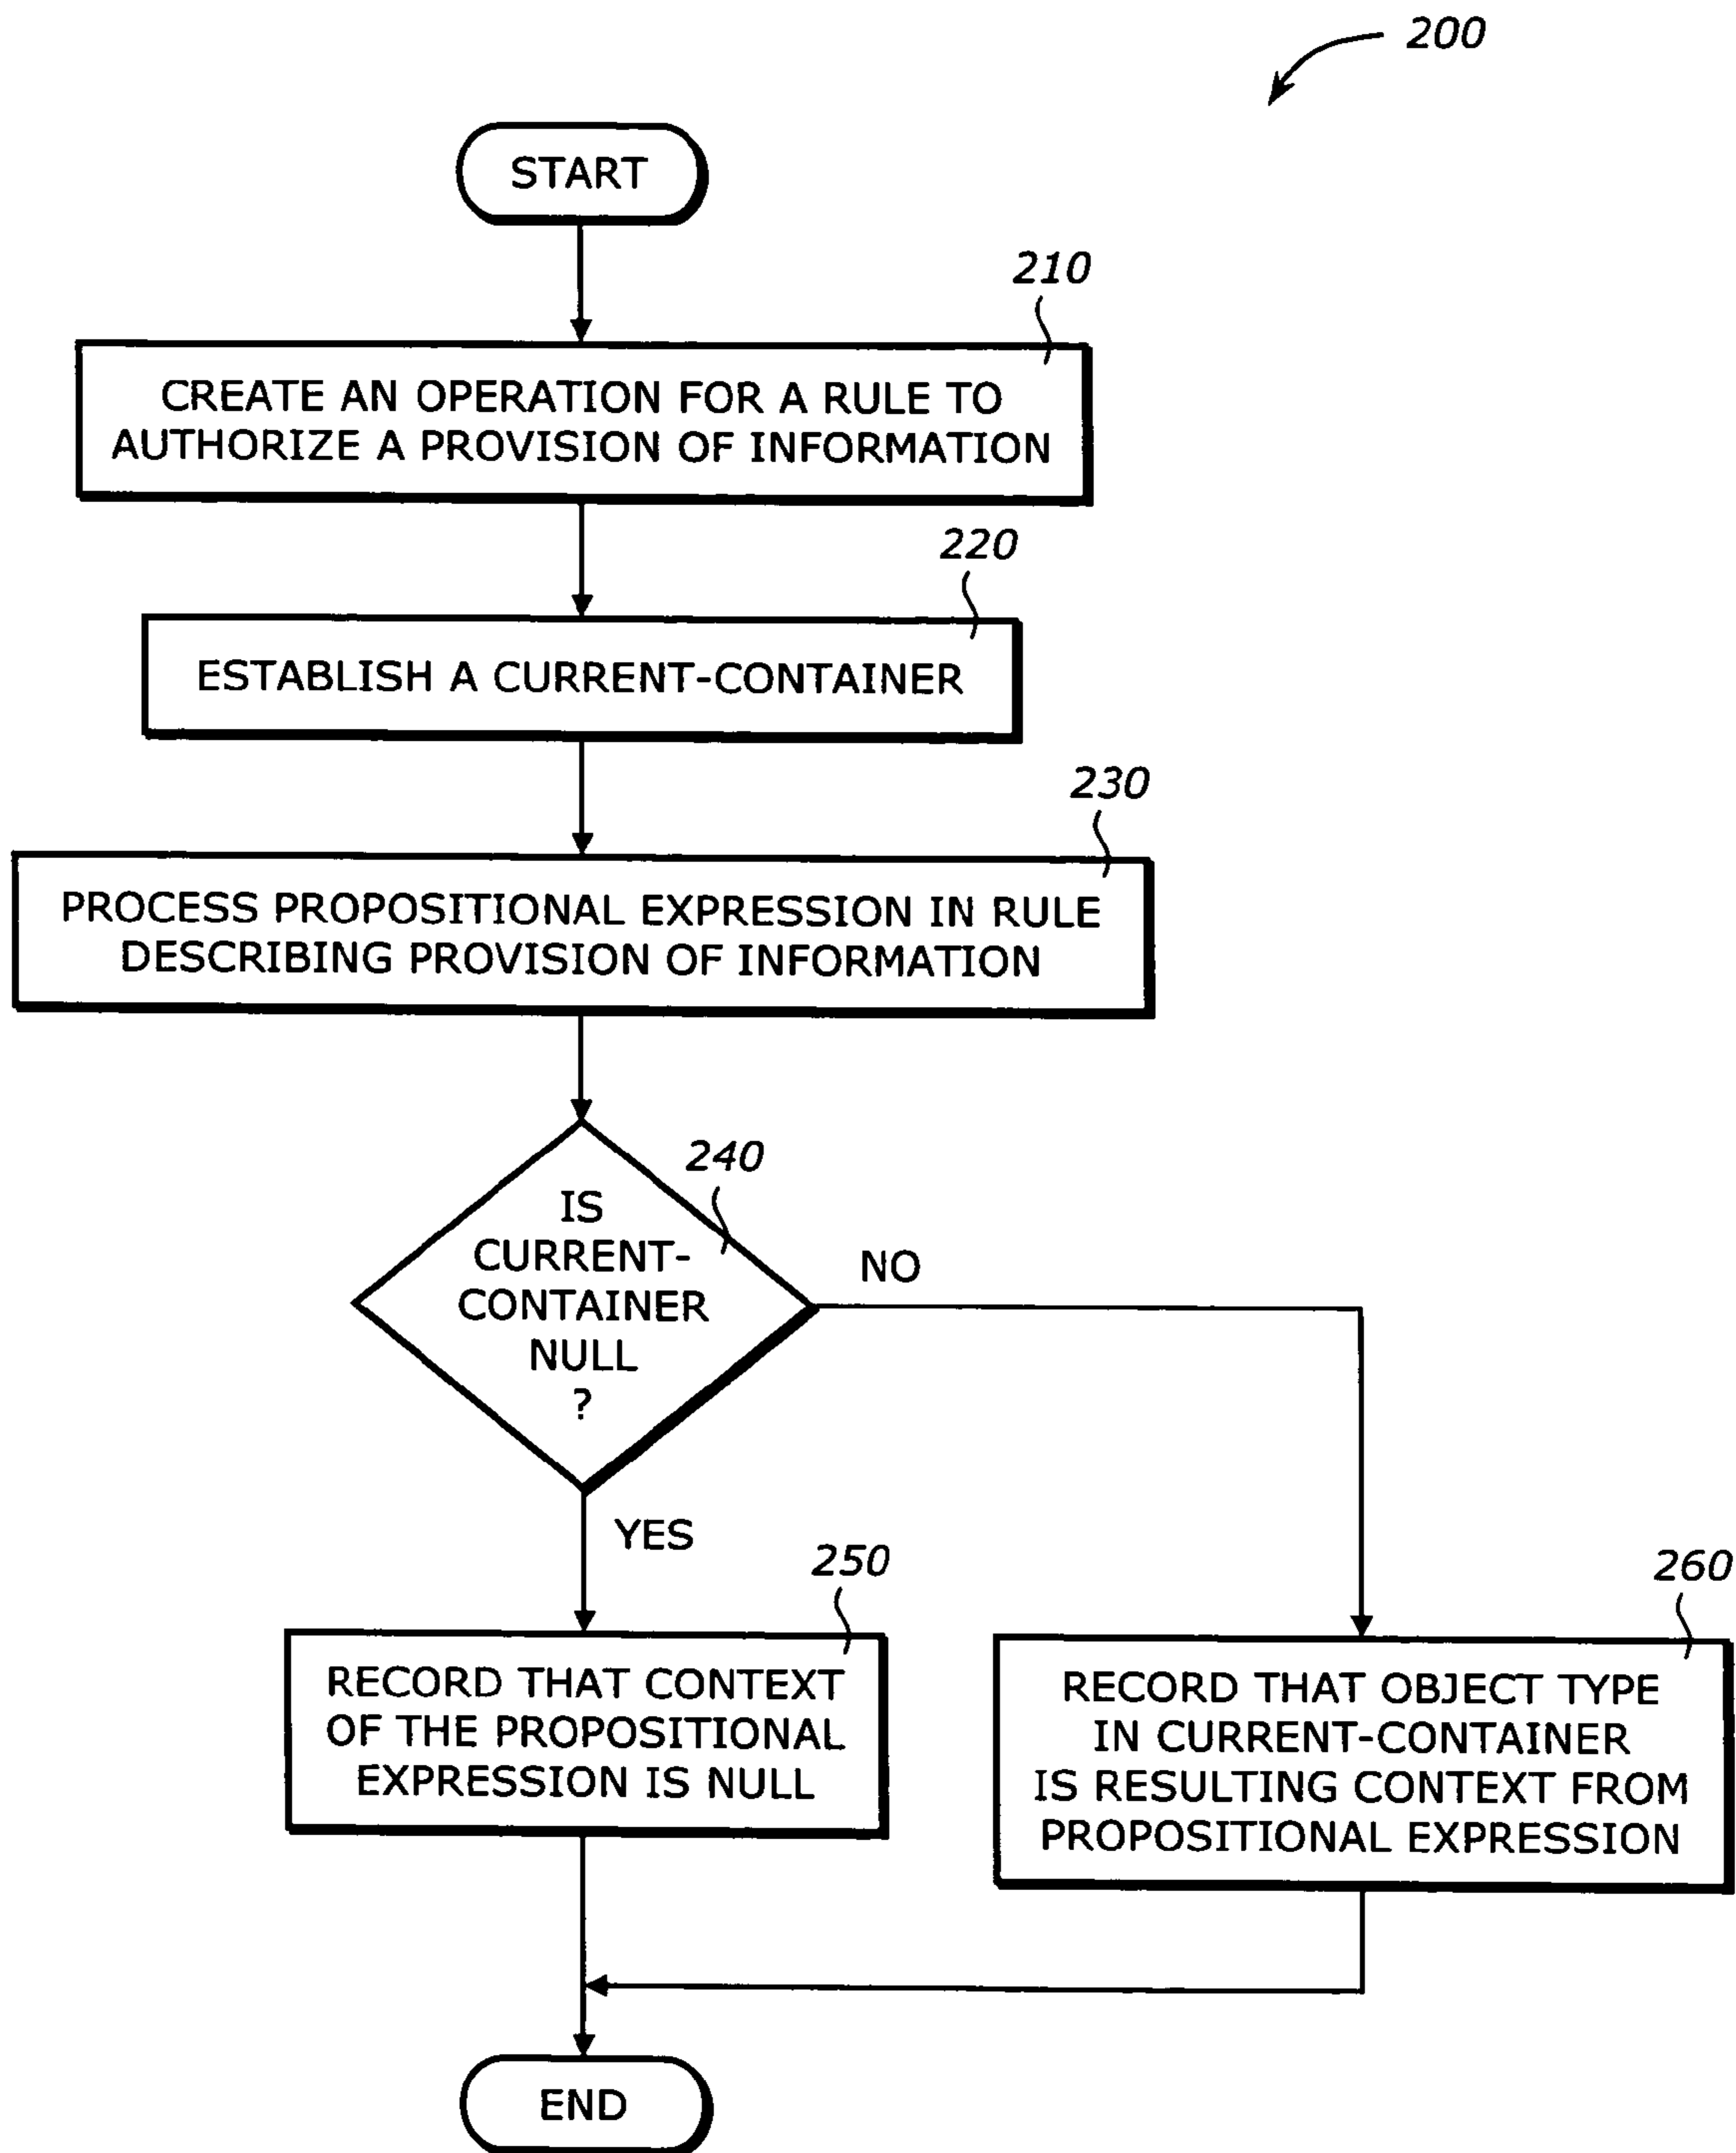 200
START
210
CREATE AN OPERATION FOR A RULE TO
AUTHORIZE A PROVISION OF INFORMATION
220
ESTABLISH A CURRENT-CONTAINER
230
PROCESS PROPOSITIONAL EXPRESSION IN RULE
DESCRIBING PROVISION OF INFORMATION
240
IS
CURRENT-
CONTAINER
NULL
?
NO
YES
250
RECORD THAT CONTEXT
OF THE PROPOSITIONAL
EXPRESSION IS NULL
260
RECORD THAT OBJECT TYPE
IN CURRENT-CONTAINER
IS RESULTING CONTEXT FROM
PROPOSITIONAL EXPRESSION
END